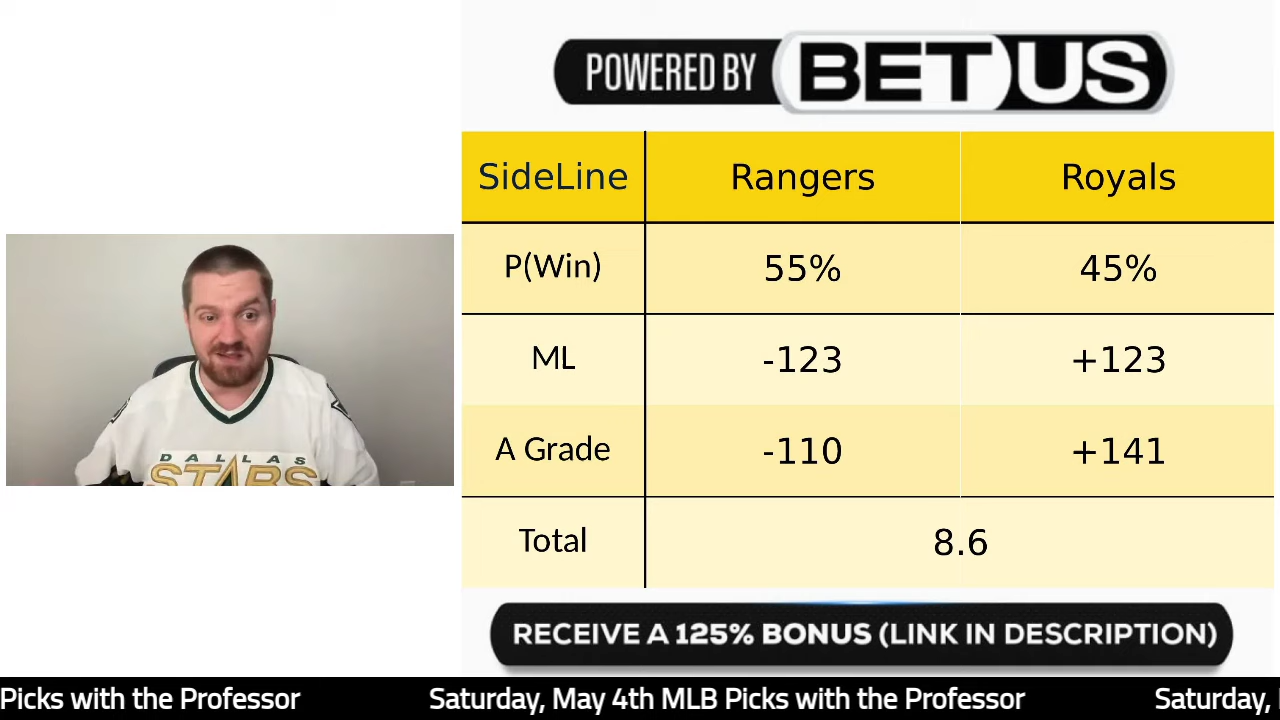 POWERED BY BETUS
SideLine Rangers Royals
P(Win) 55% 45%
ML -123 +123
A Grade -110 +141
Total 8.6
DALLAS
STARS
RECEIVE A 125% BONUS (LINK IN DESCRIPTION)
Picks with the Professor Saturday, May 4th MLB Picks with the Professor Saturday,